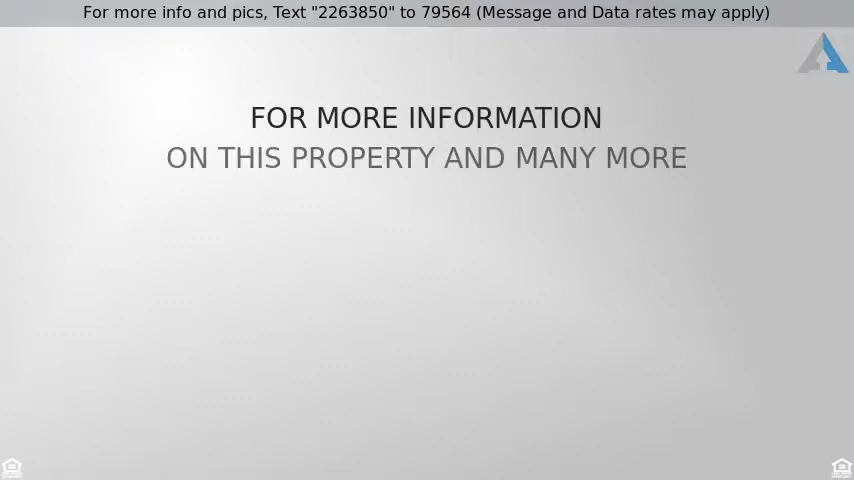 For more info and pics, Text "2263850" to 79564 (Message and Data rates may apply)
FOR MORE INFORMATION
ON THIS PROPERTY AND MANY MORE